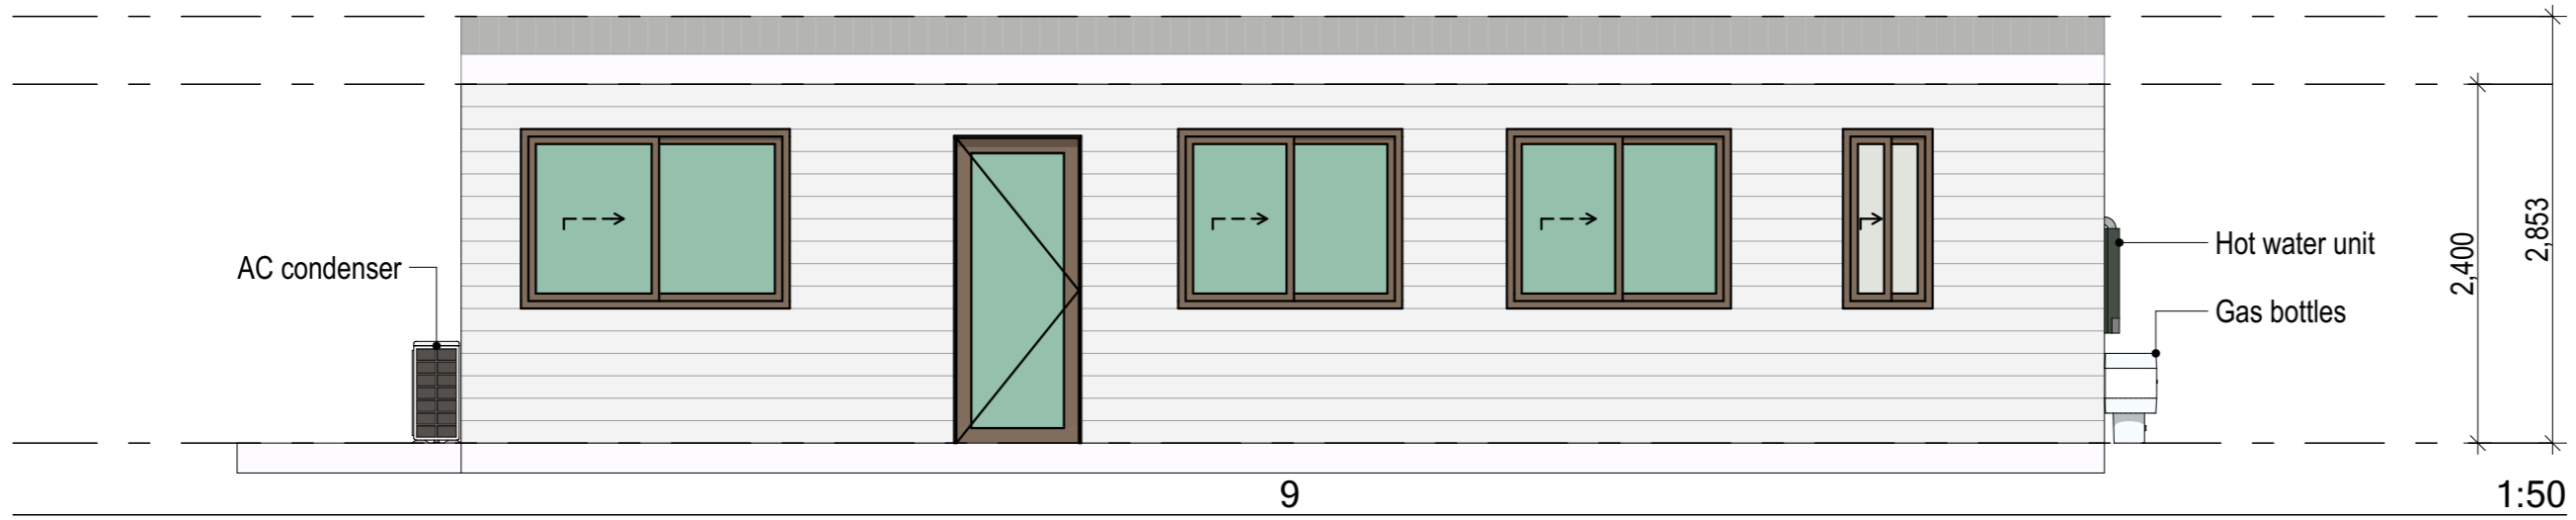 AC condenser
Hot water unit
Gas bottles
2,400
2,853
9
1:50